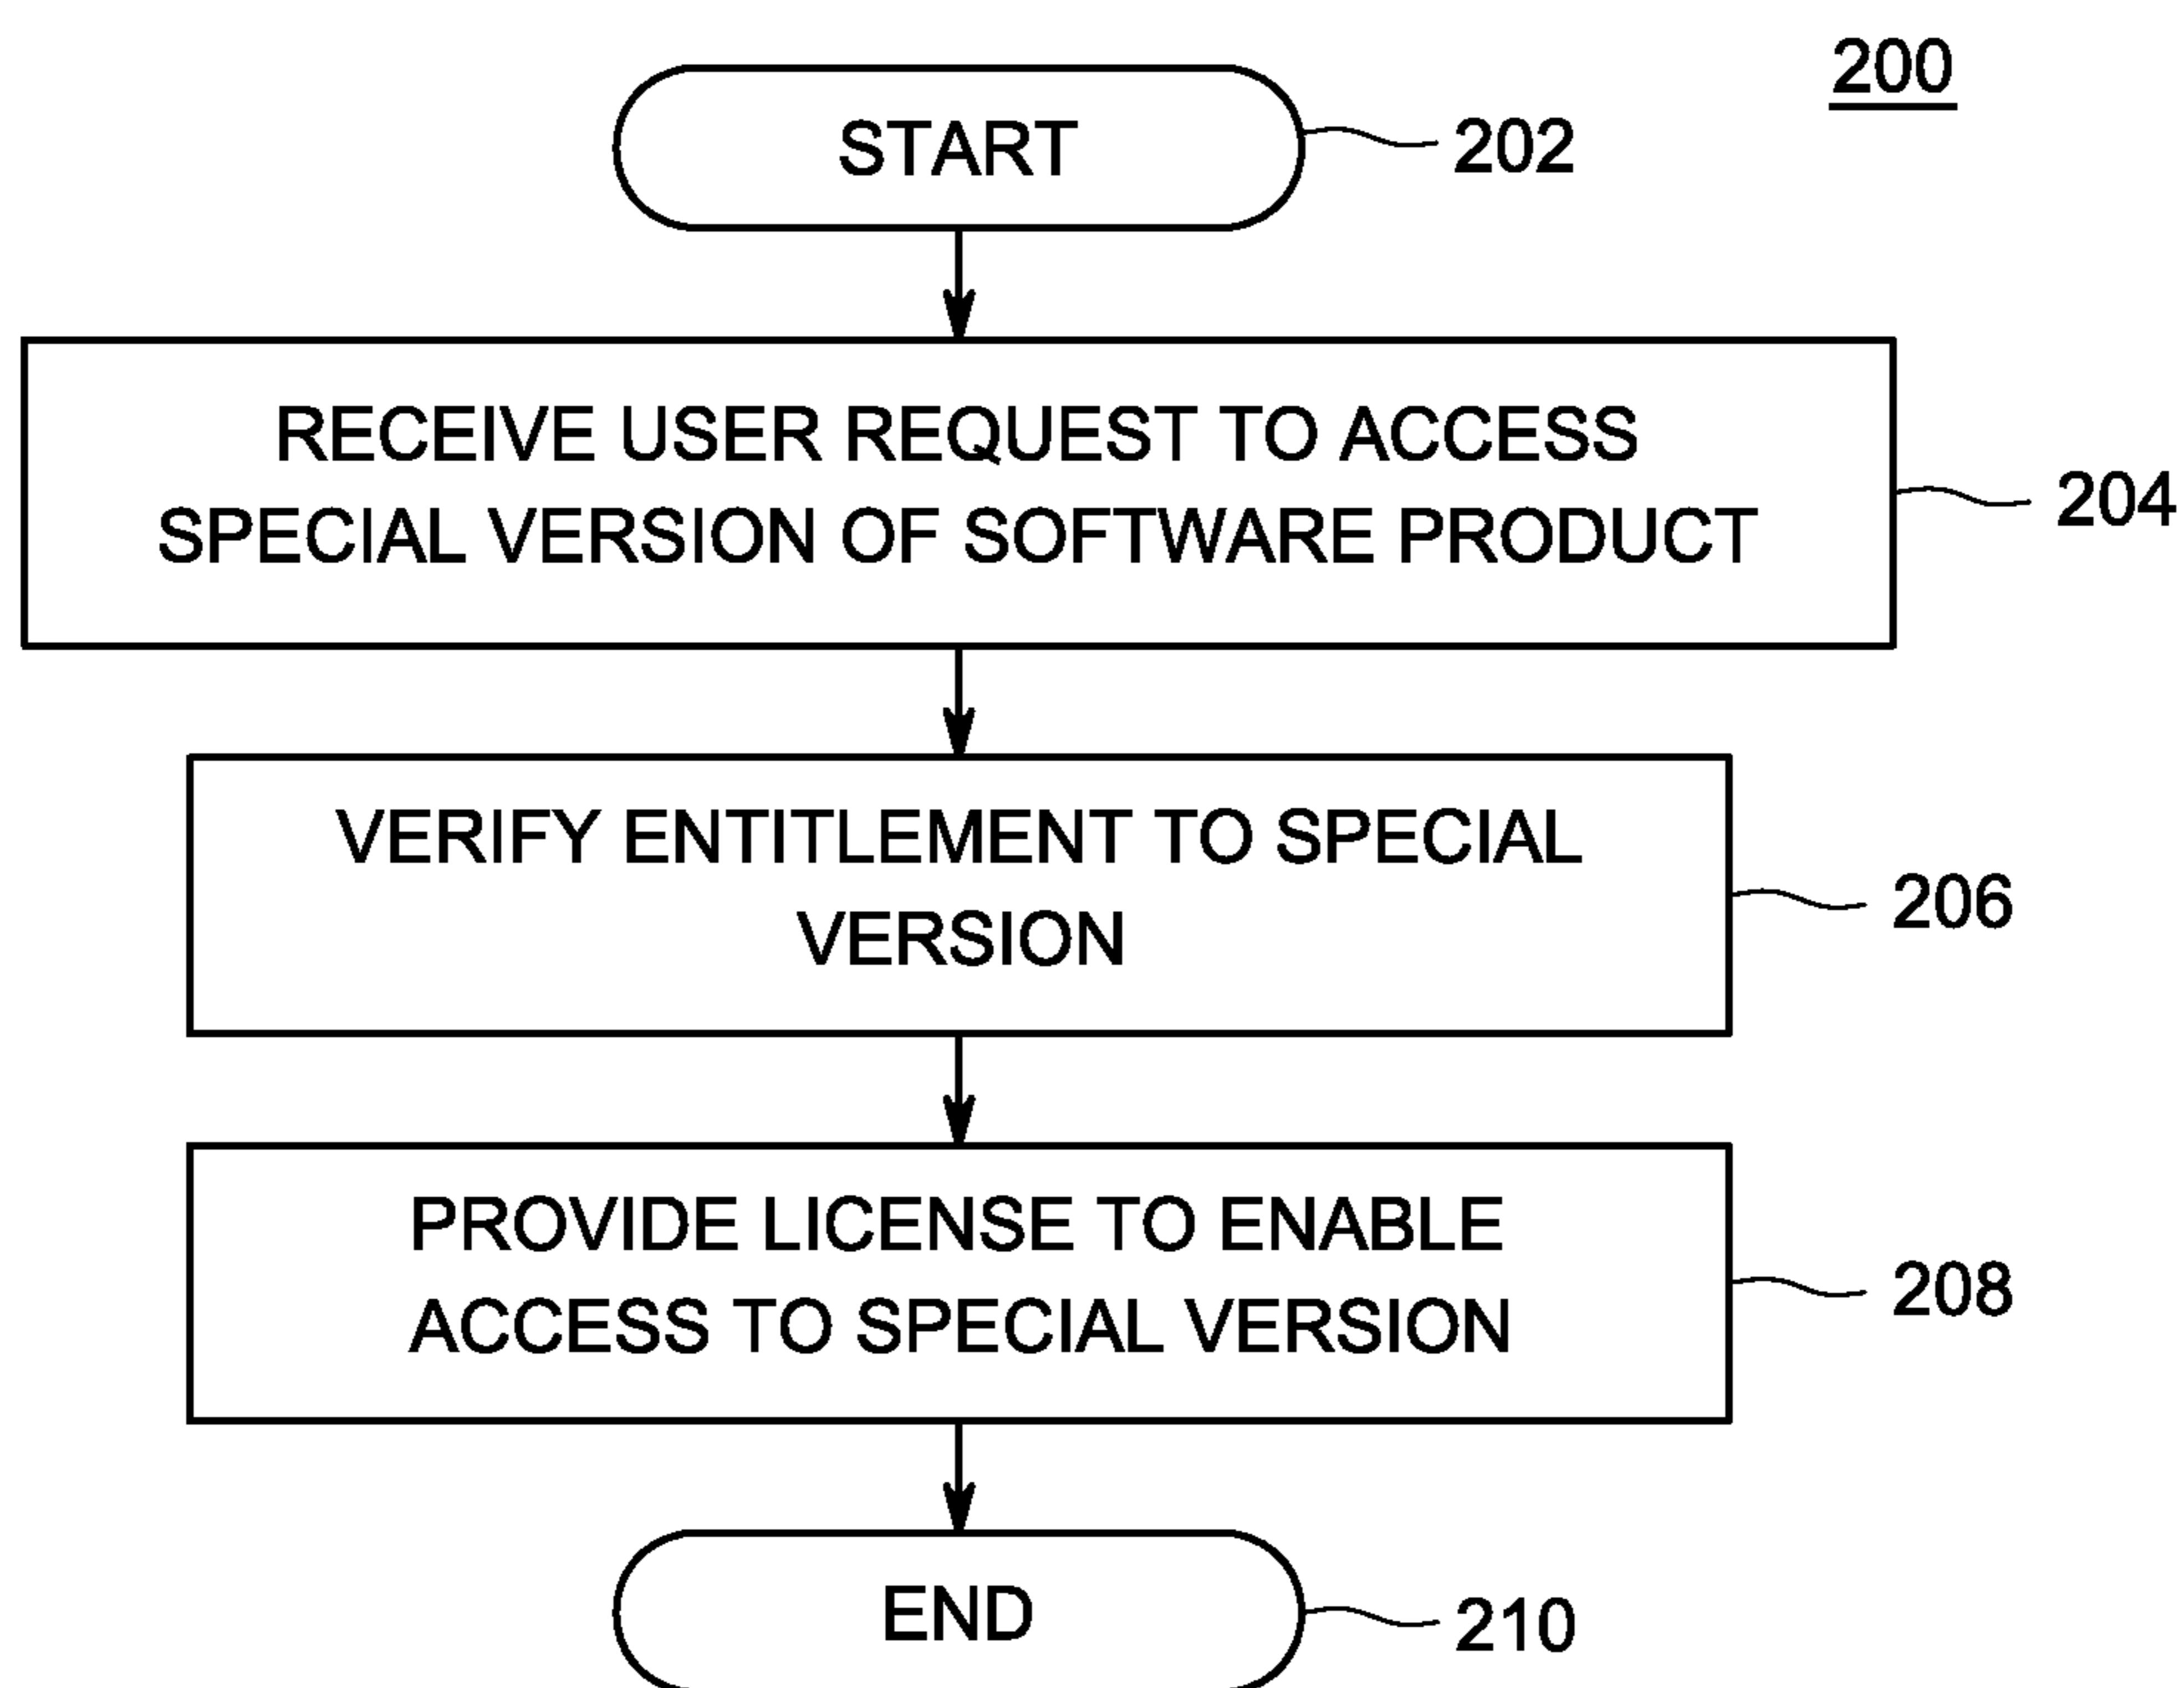 200
START
202
RECEIVE USER REQUEST TO ACCESS
SPECIAL VERSION OF SOFTWARE PRODUCT
204
VERIFY ENTITLEMENT TO SPECIAL
VERSION
206
PROVIDE LICENSE TO ENABLE
ACCESS TO SPECIAL VERSION
208
END
210